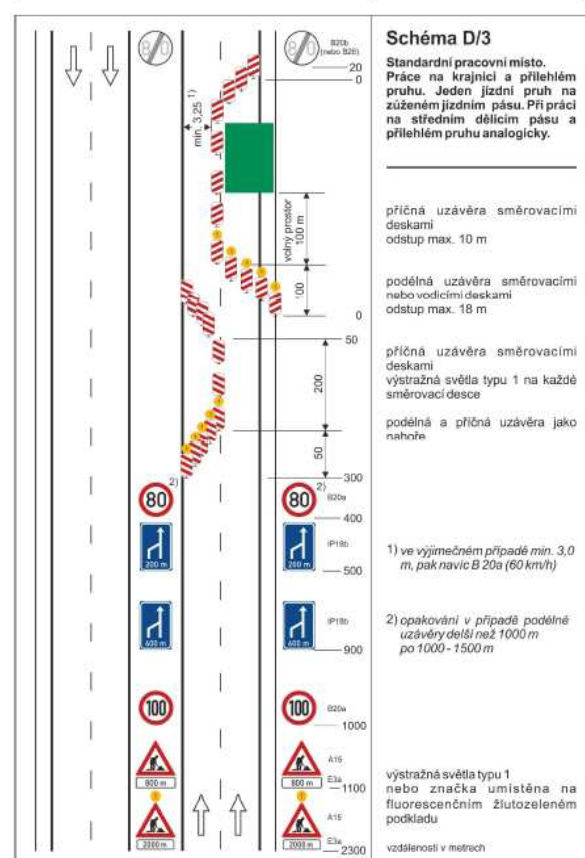 B20b
(nebo B26)
20
0
80
80
min. 3,25 1)
volný prostor
100 m
100
0
50
200
50
300
2)
2)
80
80
B20a
400
200 m
200 m
IP18b
500
600 m
600 m
IP18b
900
100
100
B20a
1000
A15
800 m
800 m
E3a
1100
A15
2000 m
2000 m
E3a
2300
Schéma D/3
Standardní pracovní místo.
Práce na krajnici a přilehlém
pruhu. Jeden jízdní pruh na
zúženém jízdním pásu. Při práci
na středním dělicím pásu a
přilehlém pruhu analogicky.
příčná uzávěra směrovacími
deskami
odstup max. 10 m
podélná uzávěra směrovacími
nebo vodicími deskami
odstup max. 18 m
příčná uzávěra směrovacími
deskami
výstražná světla typu 1 na každé
směrovací desce
podélná a příčná uzávěra jako
nahoře
1) ve výjimečném případě min. 3,0
m, pak navíc B 20a (60 km/h)
2) opakování v případě podélné
uzávěry delší než 1000 m
po 1000 - 1500 m
výstražná světla typu 1
nebo značka umístěna na
fluorescenčním žlutozeleném
podkladu
vzdálenosti v metrech